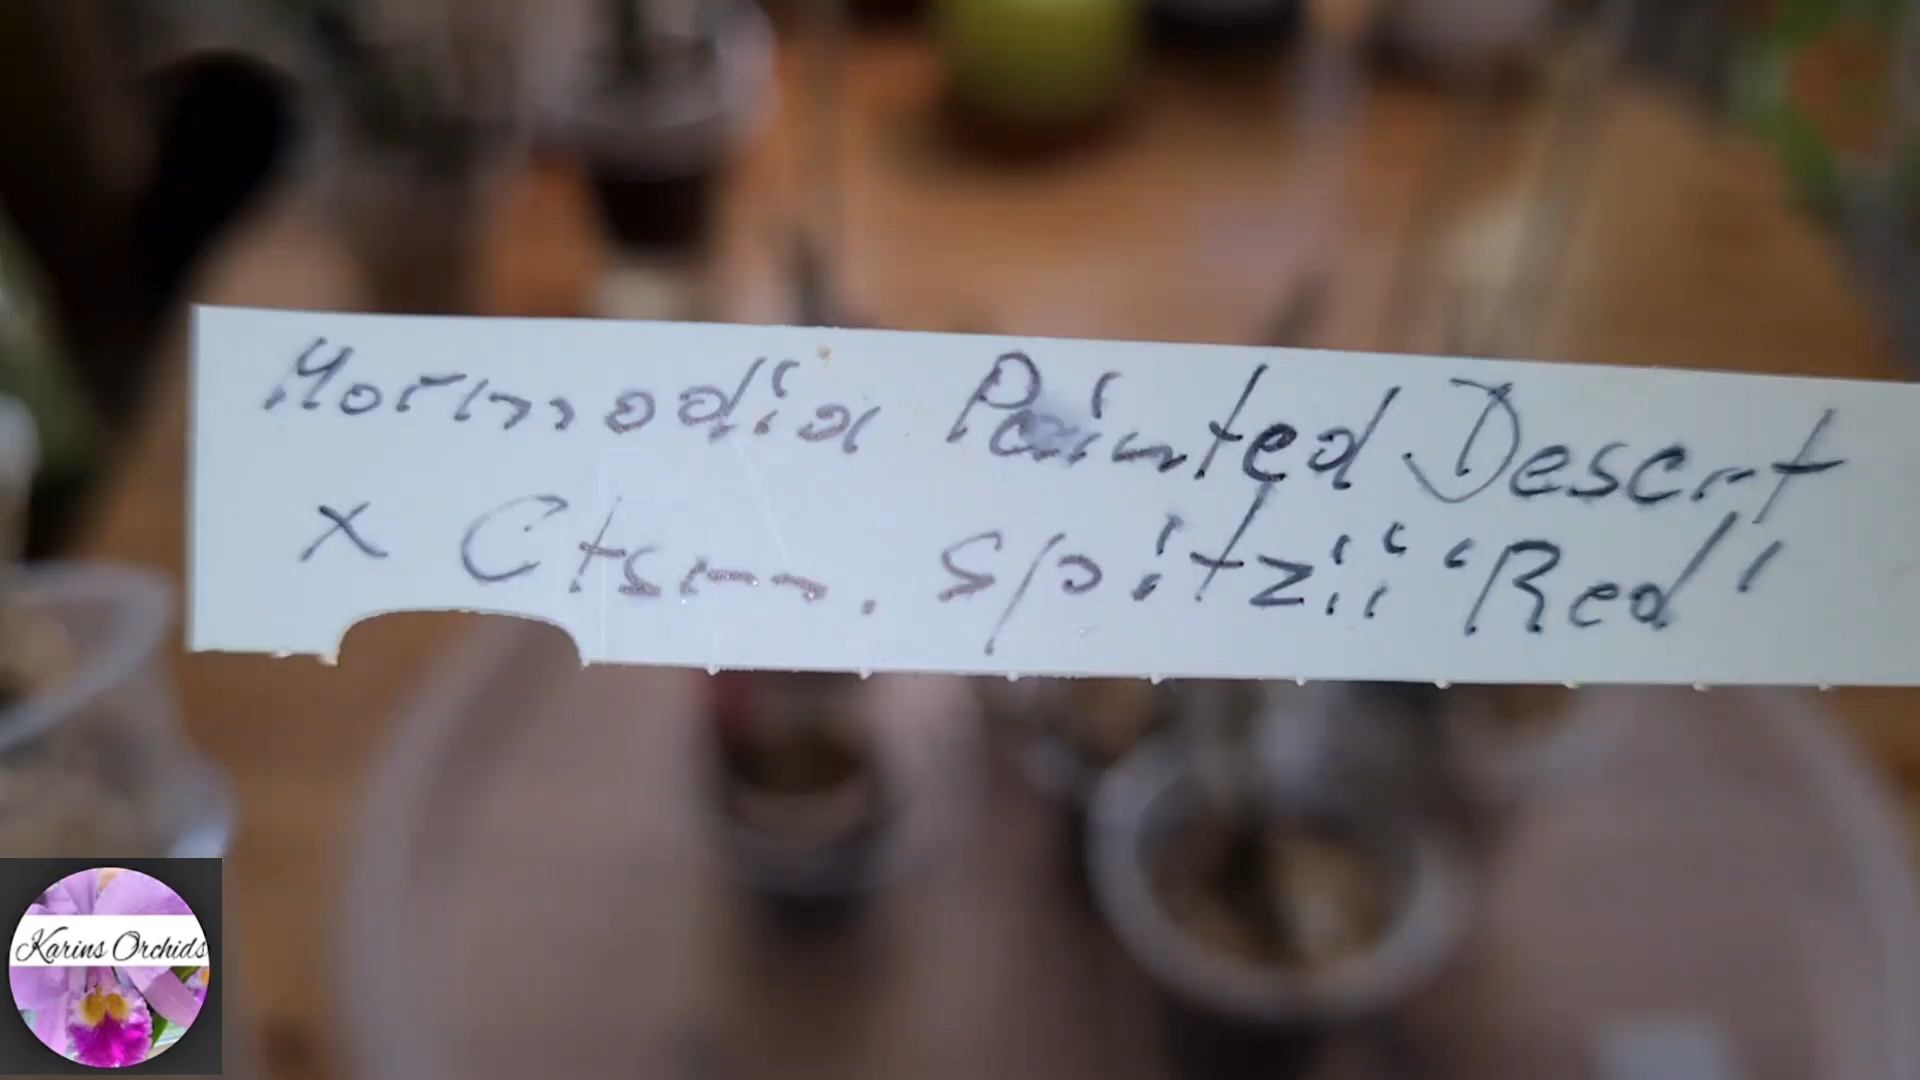 Mormodia Painted Desert
x Ctsm. spitzii "Red'
Karins Orchids